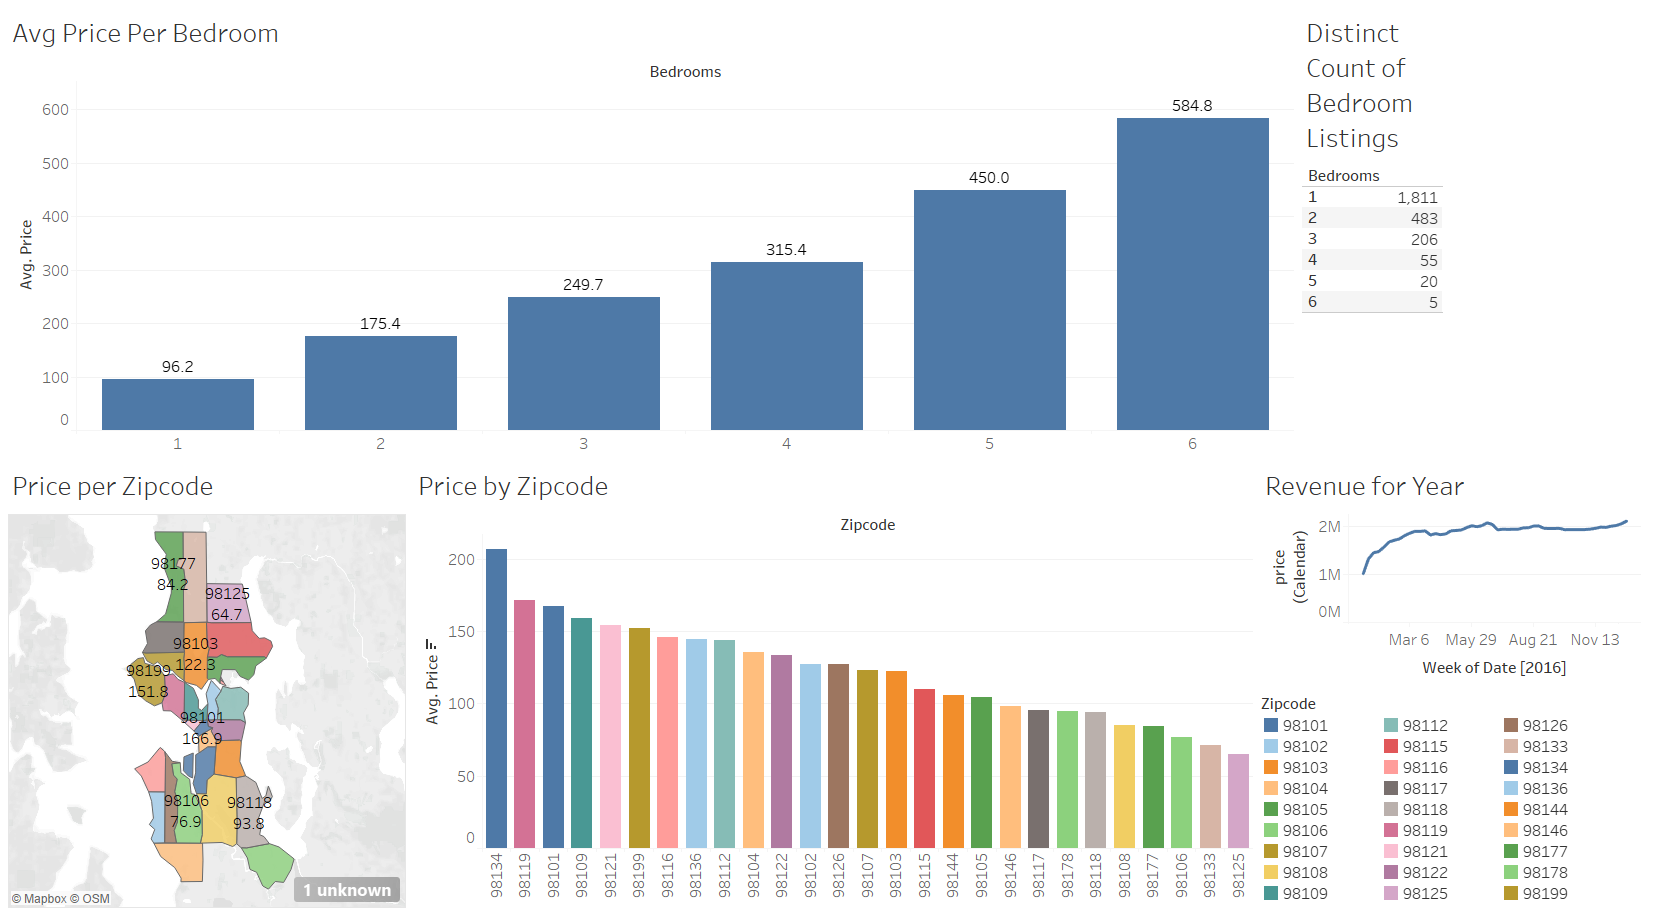 Avg Price Per Bedroom
Bedrooms
Avg. Price
600
500
400
300
200
100
0
96.2
175.4
249.7
315.4
450.0
584.8
1
2
3
4
5
6
Distinct
Count of
Bedroom
Listings
Bedrooms
1 1,811
2 483
3 206
4 55
5 20
6 5
Price per Zipcode
98177
84.2
98125
64.7
98103
122.3
98199
151.8
98101
166.9
98106
76.9
98118
93.8
1 unknown
© Mapbox © OSM
Price by Zipcode
Zipcode
Avg. Price
200
150
100
50
0
98134
98119
98101
98109
98121
98199
98116
98136
98112
98104
98122
98102
98126
98107
98103
98115
98144
98105
98146
98117
98178
98118
98108
98177
98106
98133
98125
Revenue for Year
price
(Calendar)
2M
1M
0M
Mar 6 May 29 Aug 21 Nov 13
Week of Date [2016]
Zipcode
98101 98112 98126
98102 98115 98133
98103 98116 98134
98104 98117 98136
98105 98118 98144
98106 98119 98146
98107 98121 98177
98108 98122 98178
98109 98125 98199